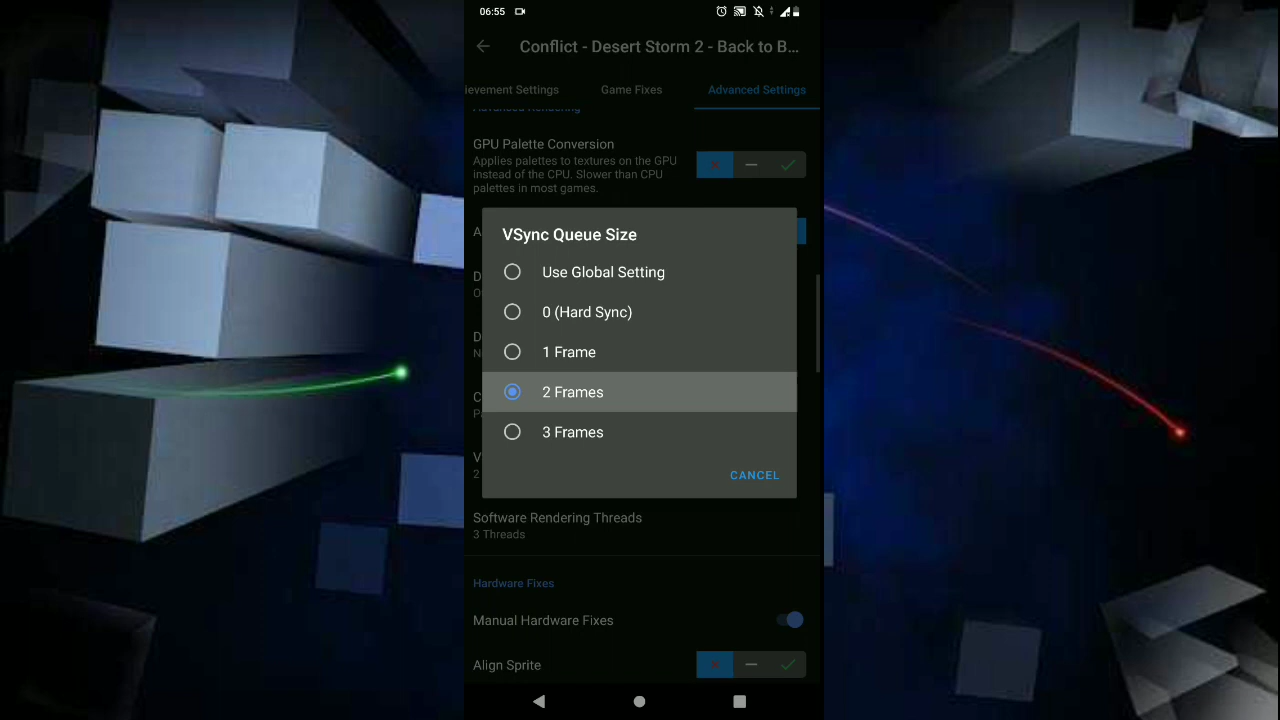 06:55
Conflict - Desert Storm 2 - Back to B...
ievement Settings
Game Fixes
Advanced Settings
Advanced Rendering
GPU Palette Conversion
Applies palettes to textures on the GPU
instead of the CPU. Slower than CPU
palettes in most games.
A
VSync Queue Size
Use Global Setting
D
O
0 (Hard Sync)
D
N
1 Frame
2 Frames
C
P
3 Frames
V
2
CANCEL
Software Rendering Threads
3 Threads
Hardware Fixes
Manual Hardware Fixes
Align Sprite